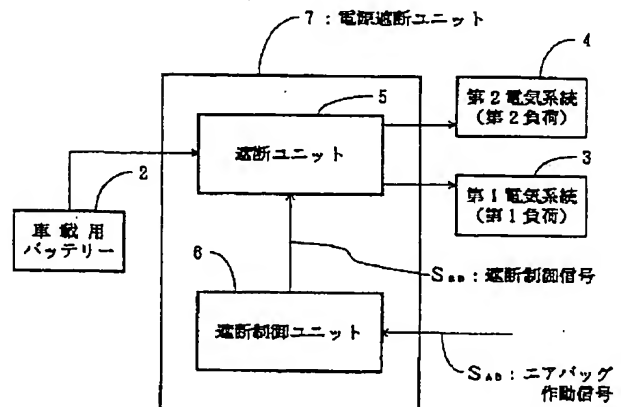 7：電源遮断ユニット
4
第2電気系統
（第2負荷）
5
遮断ユニット
3
第1電気系統
（第1負荷）
2
車載用
バッテリー
6
遮断制御ユニット
：遮断制御信号
SAB：エアバッグ
作動信号